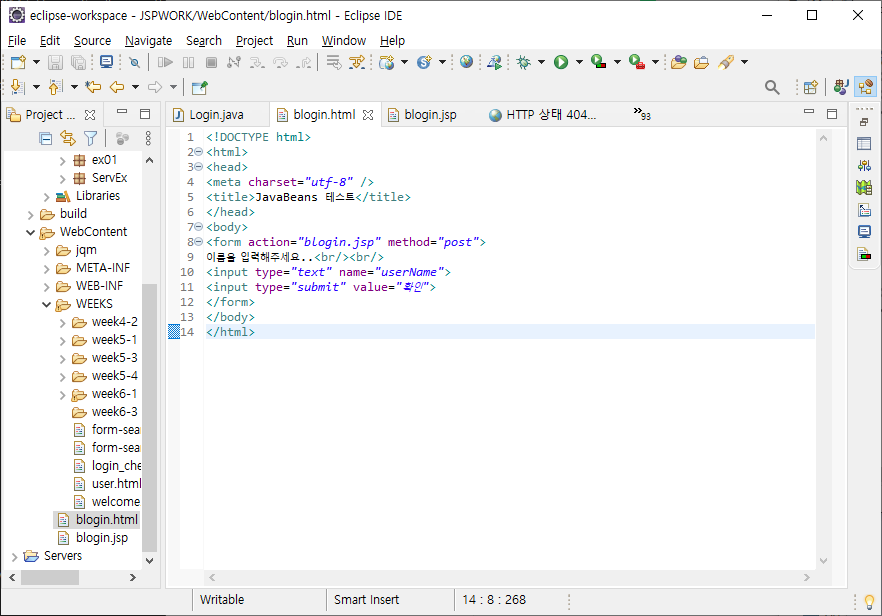 eclipse-workspace - JSPWORK/WebContent/blogin.html - Eclipse IDE
File Edit Source Navigate Search Project Run Window Help
Project ...
Login.java
blogin.html
blogin.jsp
HTTP 상태 404...
»93
ex01
ServEx
Libraries
build
WebContent
jqm
META-INF
WEB-INF
WEEKS
week4-2
week5-1
week5-3
week5-4
week6-1
week6-3
form-sea
form-sea
login_che
user.html
welcome
blogin.html
blogin.jsp
Servers
1 <!DOCTYPE html>
2 <html>
3 <head>
4 <meta charset="utf-8" />
5 <title>JavaBeans 테스트</title>
6 </head>
7 <body>
8 <form action="blogin.jsp" method="post">
9 이름을 입력해주세요..<br/><br/>
10 <input type="text" name="userName">
11 <input type="submit" value="확인">
12 </form>
13 </body>
14 </html>
Writable
Smart Insert
14 : 8 : 268